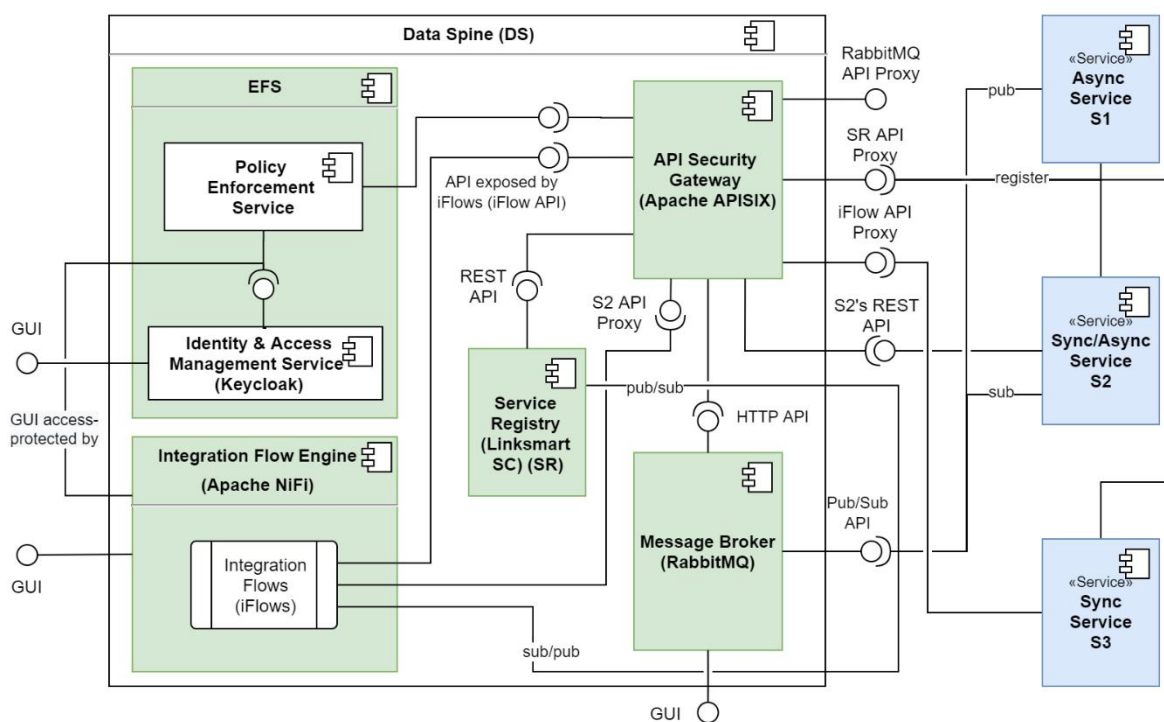 Data Spine (DS)
EFS
Policy
Enforcement
Service
API exposed by
iFlows (iFlow API)
REST
API
GUI
Identity & Access
Management Service
(Keycloak)
GUI access-
protected by
Integration Flow Engine
(Apache NiFi)
Integration
Flows
(iFlows)
GUI
API Security
Gateway
(Apache APISIX)
S2 API
Proxy
Service
Registry
(Linksmart
SC) (SR)
pub/sub
HTTP API
Message Broker
(RabbitMQ)
sub/pub
GUI
RabbitMQ
API Proxy
SR API
Proxy
iFlow API
Proxy
S2's REST
API
Pub/Sub
API
pub
register
sub
«Service»
Async
Service
S1
«Service»
Sync/Async
Service
S2
«Service»
Sync
Service
S3